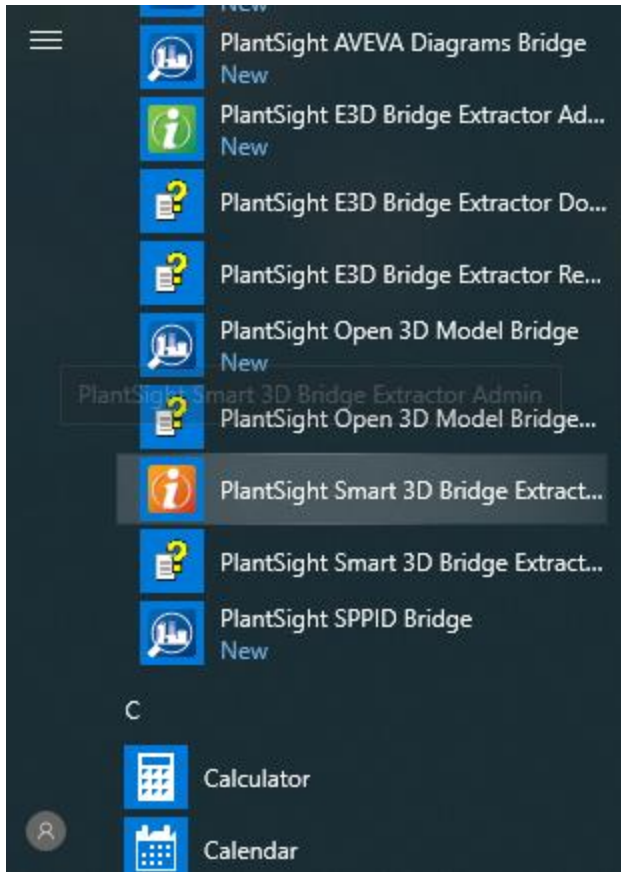 New
PlantSight AVEVA Diagrams Bridge
New
PlantSight E3D Bridge Extractor Ad...
New
PlantSight E3D Bridge Extractor Do...
PlantSight E3D Bridge Extractor Re...
PlantSight Open 3D Model Bridge
New
PlantSight Smart 3D Bridge Extractor Admin
PlantSight Open 3D Model Bridge...
PlantSight Smart 3D Bridge Extract...
PlantSight Smart 3D Bridge Extract...
PlantSight SPPID Bridge
New
C
Calculator
Calendar